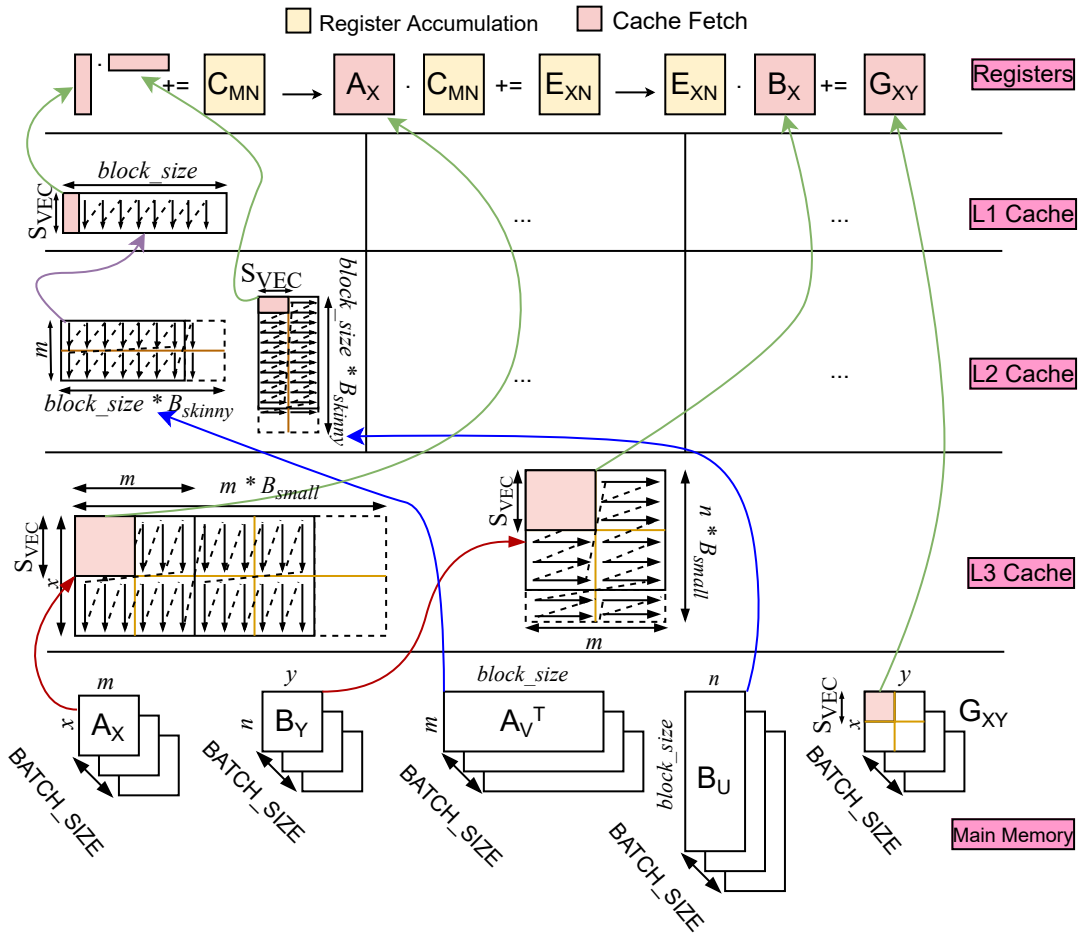 Register Accumulation
Cache Fetch
· += C_MN → A_X · C_MN += E_XN → E_XN · B_X += G_XY
Registers
block_size
S_VEC
... ...
L1 Cache
S_VEC
block_size * B_skinny
m
block_size * B_skinny
... ...
L2 Cache
m
m * B_small
S_VEC
x
S_VEC
n * B_small
m
L3 Cache
m
x
A_X
BATCH_SIZE
y
n
B_Y
BATCH_SIZE
block_size
m
A_V^T
BATCH_SIZE
n
block_size
B_U
BATCH_SIZE
y
S_VEC
x
G_XY
BATCH_SIZE
Main Memory